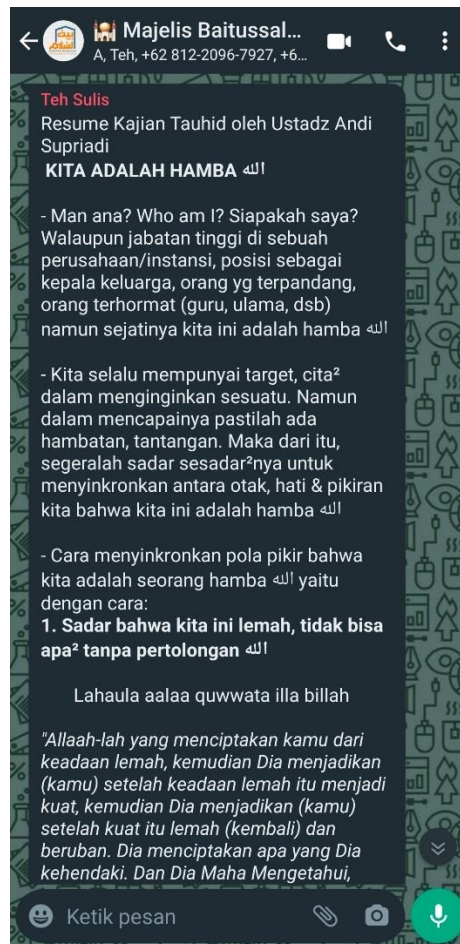 Majelis Baitussal...
A, Teh, +62 812-2096-7927, +6...
Teh Sulis
Resume Kajian Tauhid oleh Ustadz Andi
Supriadi
KITA ADALAH HAMBA الله
- Man ana? Who am I? Siapakah saya?
Walaupun jabatan tinggi di sebuah
perusahaan/instansi, posisi sebagai
kepala keluarga, orang yg terpandang,
orang terhormat (guru, ulama, dsb)
namun sejatinya kita ini adalah hamba الله
- Kita selalu mempunyai target, cita²
dalam menginginkan sesuatu. Namun
dalam mencapainya pastilah ada
hambatan, tantangan. Maka dari itu,
segeralah sadar sesadar²nya untuk
menyinkronkan antara otak, hati & pikiran
kita bahwa kita ini adalah hamba الله
- Cara menyinkronkan pola pikir bahwa
kita adalah seorang hamba الله yaitu
dengan cara:
1. Sadar bahwa kita ini lemah, tidak bisa
apa² tanpa pertolongan الله
Lahaula aalaa quwwata illa billah
"Allaah-lah yang menciptakan kamu dari
keadaan lemah, kemudian Dia menjadikan
(kamu) setelah keadaan lemah itu menjadi
kuat, kemudian Dia menjadikan (kamu)
setelah kuat itu lemah (kembali) dan
beruban. Dia menciptakan apa yang Dia
kehendaki. Dan Dia Maha Mengetahui,
Ketik pesan